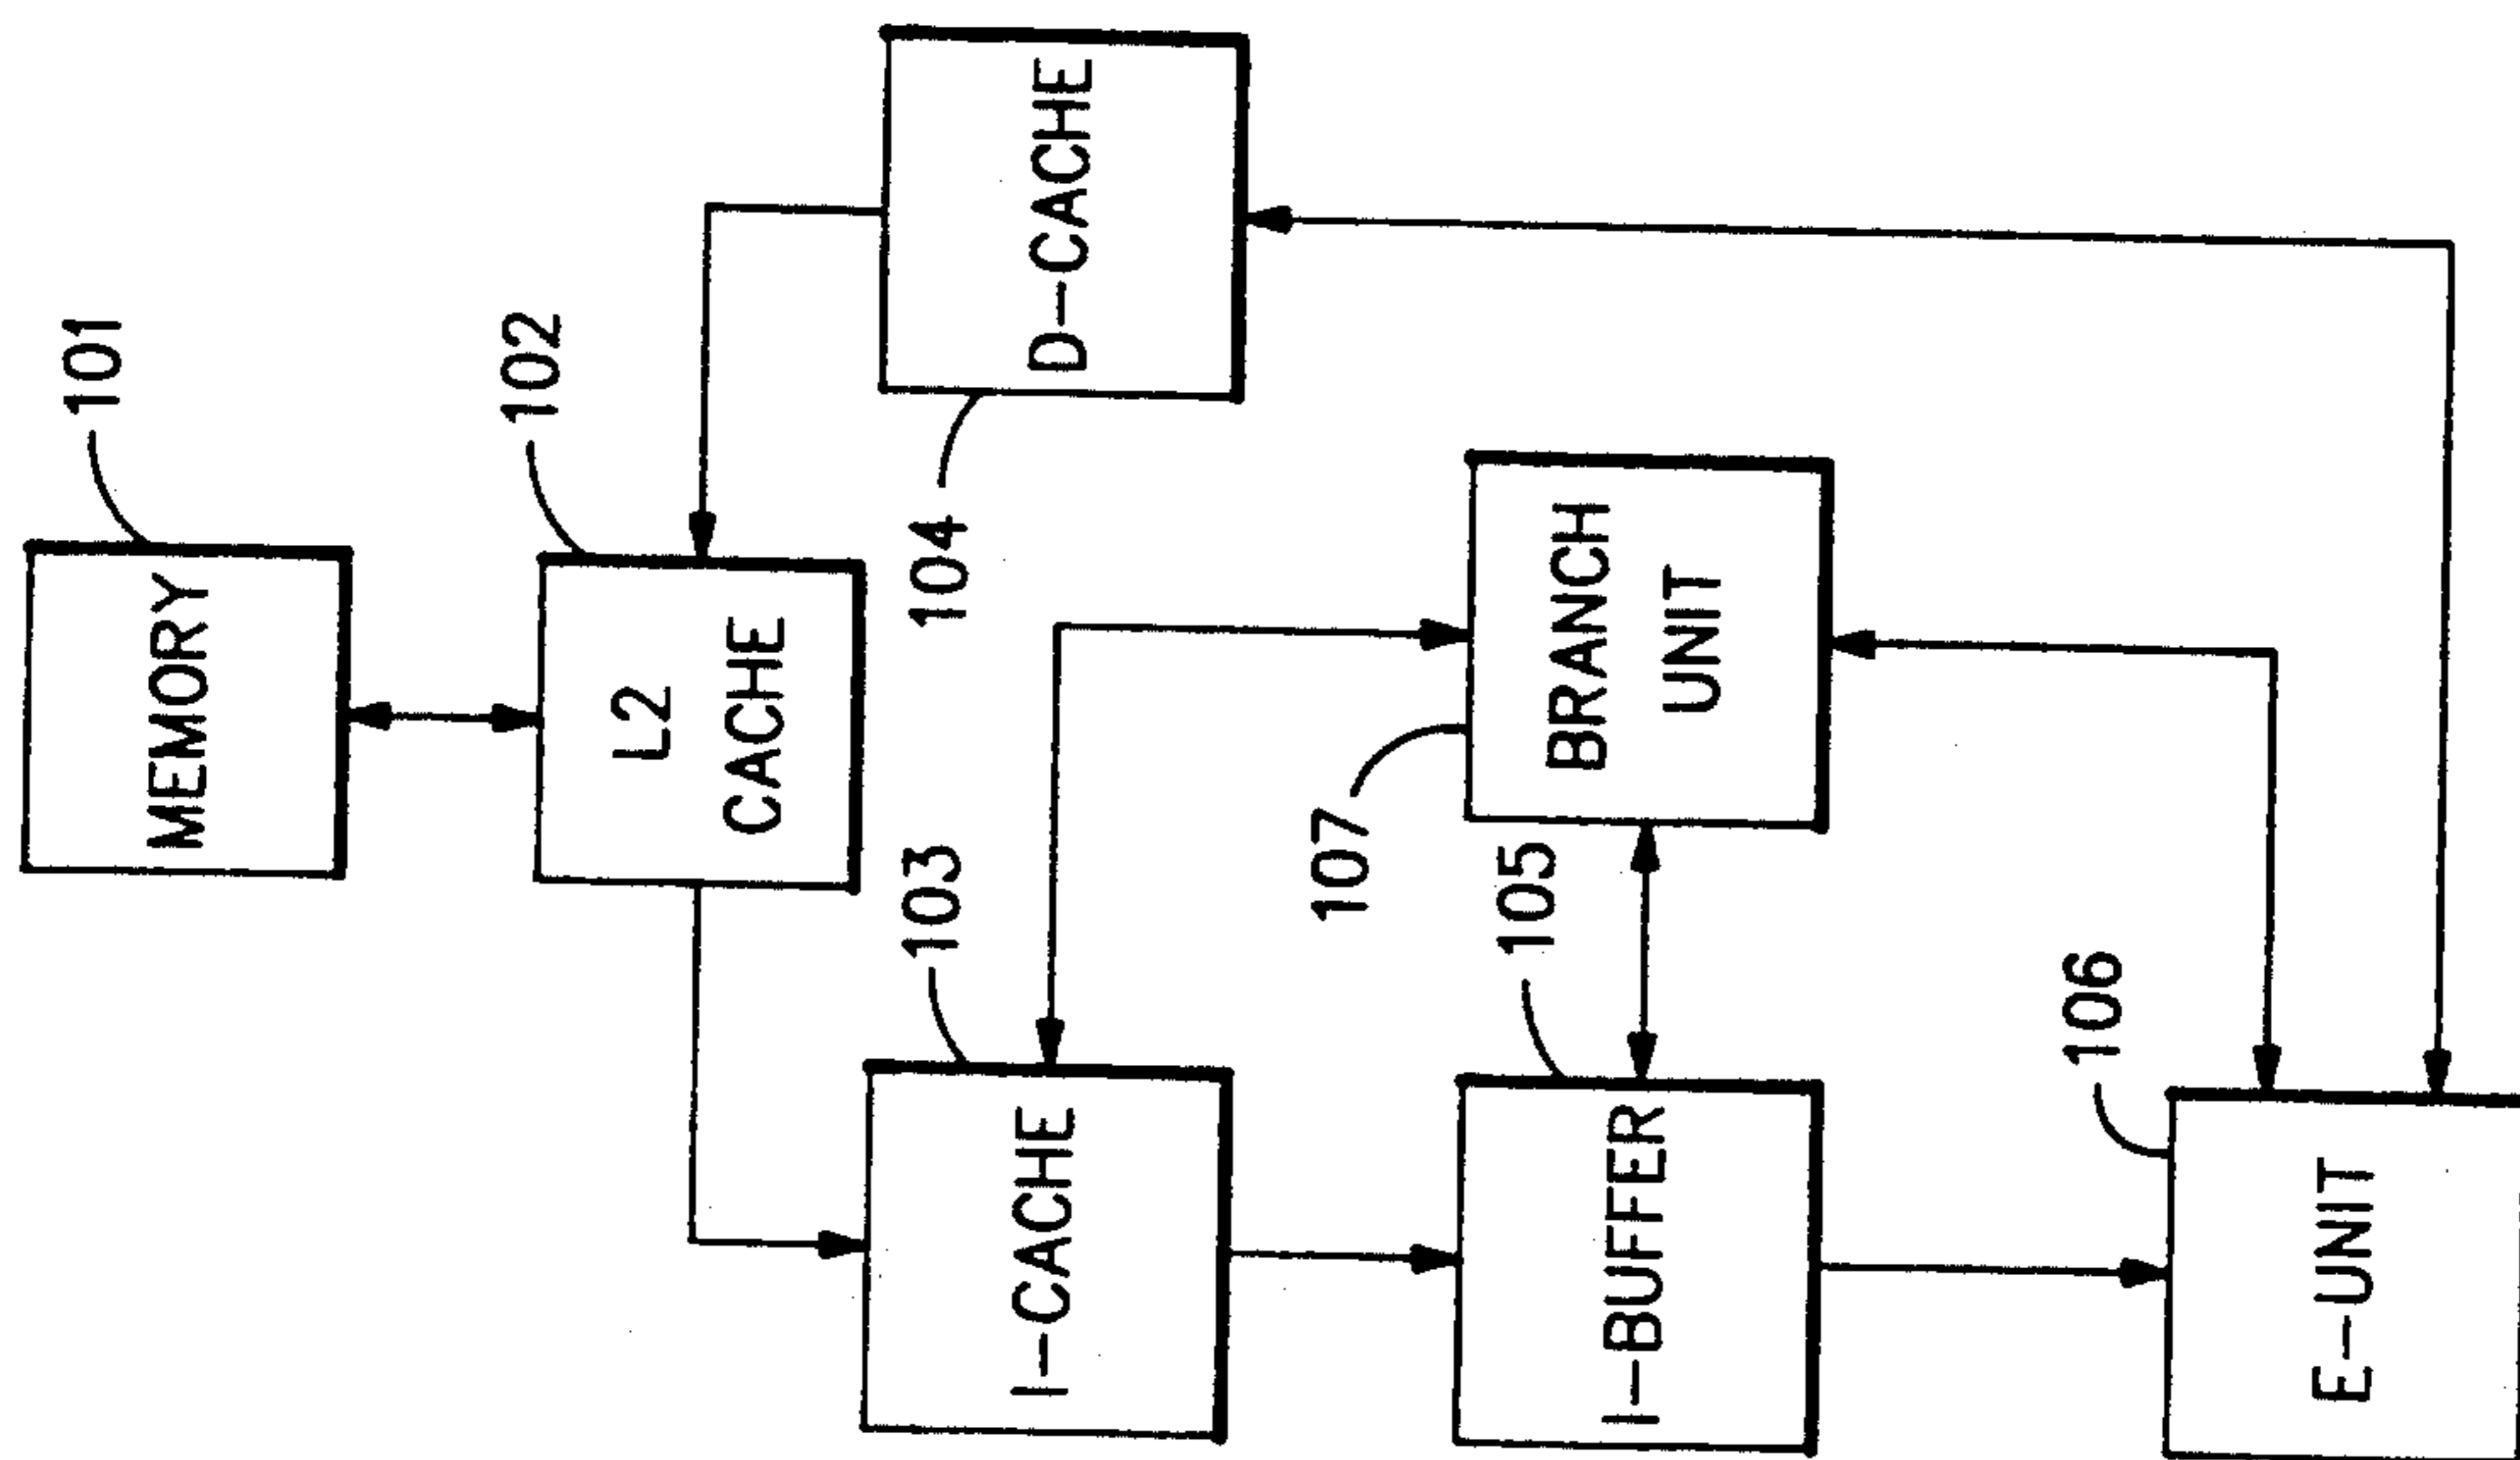 101
MEMORY
102
L2
CACHE
D-CACHE
104
103
I-CACHE
107
BRANCH
UNIT
105
I-BUFFER
106
E-UNIT